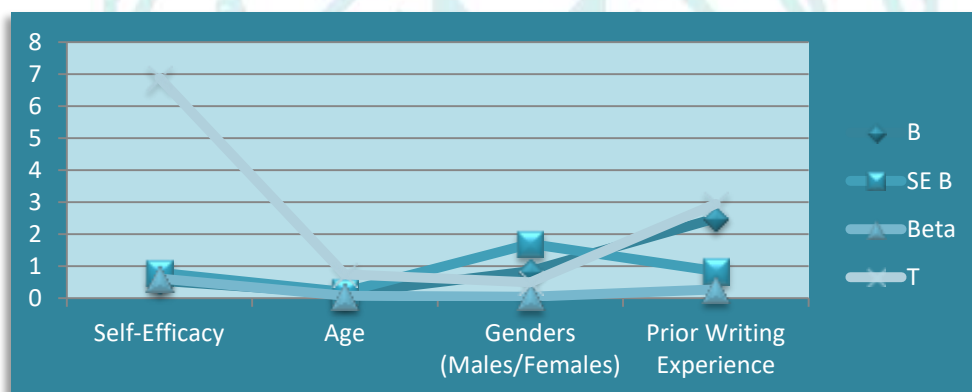 8
7
6
5
4
3
2
1
0
Self-Efficacy
Age
Genders
(Males/Females)
Prior Writing
Experience
B
SE B
Beta
T